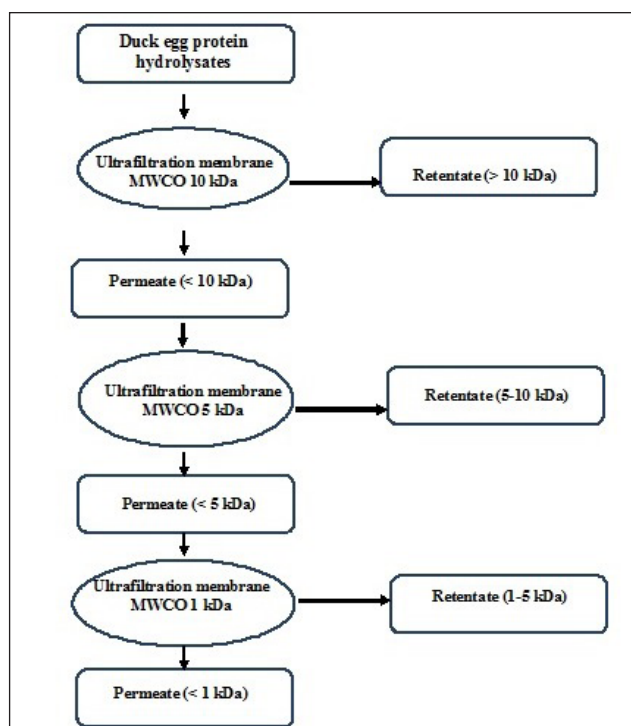 Duck egg protein
hydrolysates
Ultrafiltration membrane
MWCO 10 kDa
Retentate (> 10 kDa)
Permeate (< 10 kDa)
Ultrafiltration membrane
MWCO 5 kDa
Retentate (5-10 kDa)
Permeate (< 5 kDa)
Ultrafiltration membrane
MWCO 1 kDa
Retentate (1-5 kDa)
Permeate (< 1 kDa)